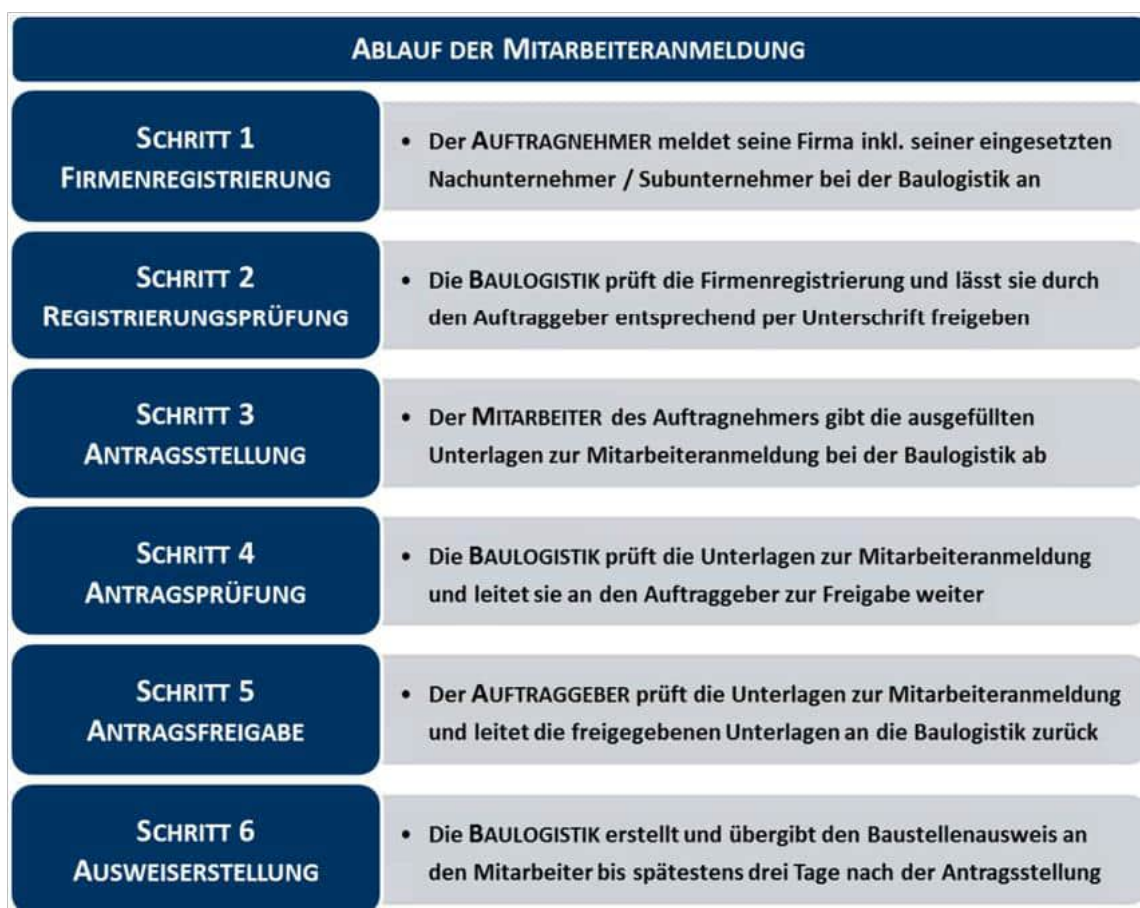 ABLAUF DER MITARBEITERANMELDUNG
SCHRITT 1
FIRMENREGISTRIERUNG
• Der AUFTRAGNEHMER meldet seine Firma inkl. seiner eingesetzten
Nachunternehmer / Subunternehmer bei der Baulogistik an
SCHRITT 2
REGISTRIERUNGSPRÜFUNG
• Die BAULOGISTIK prüft die Firmenregistrierung und lässt sie durch
den Auftraggeber entsprechend per Unterschrift freigeben
SCHRITT 3
ANTRAGSSTELLUNG
• Der MITARBEITER des Auftragnehmers gibt die ausgefüllten
Unterlagen zur Mitarbeiteranmeldung bei der Baulogistik ab
SCHRITT 4
ANTRAGSPRÜFUNG
• Die BAULOGISTIK prüft die Unterlagen zur Mitarbeiteranmeldung
und leitet sie an den Auftraggeber zur Freigabe weiter
SCHRITT 5
ANTRAGSFREIGABE
• Der AUFTRAGGEBER prüft die Unterlagen zur Mitarbeiteranmeldung
und leitet die freigegebenen Unterlagen an die Baulogistik zurück
SCHRITT 6
AUSWEISERSTELLUNG
• Die BAULOGISTIK erstellt und übergibt den Baustellenausweis an
den Mitarbeiter bis spätestens drei Tage nach der Antragsstellung